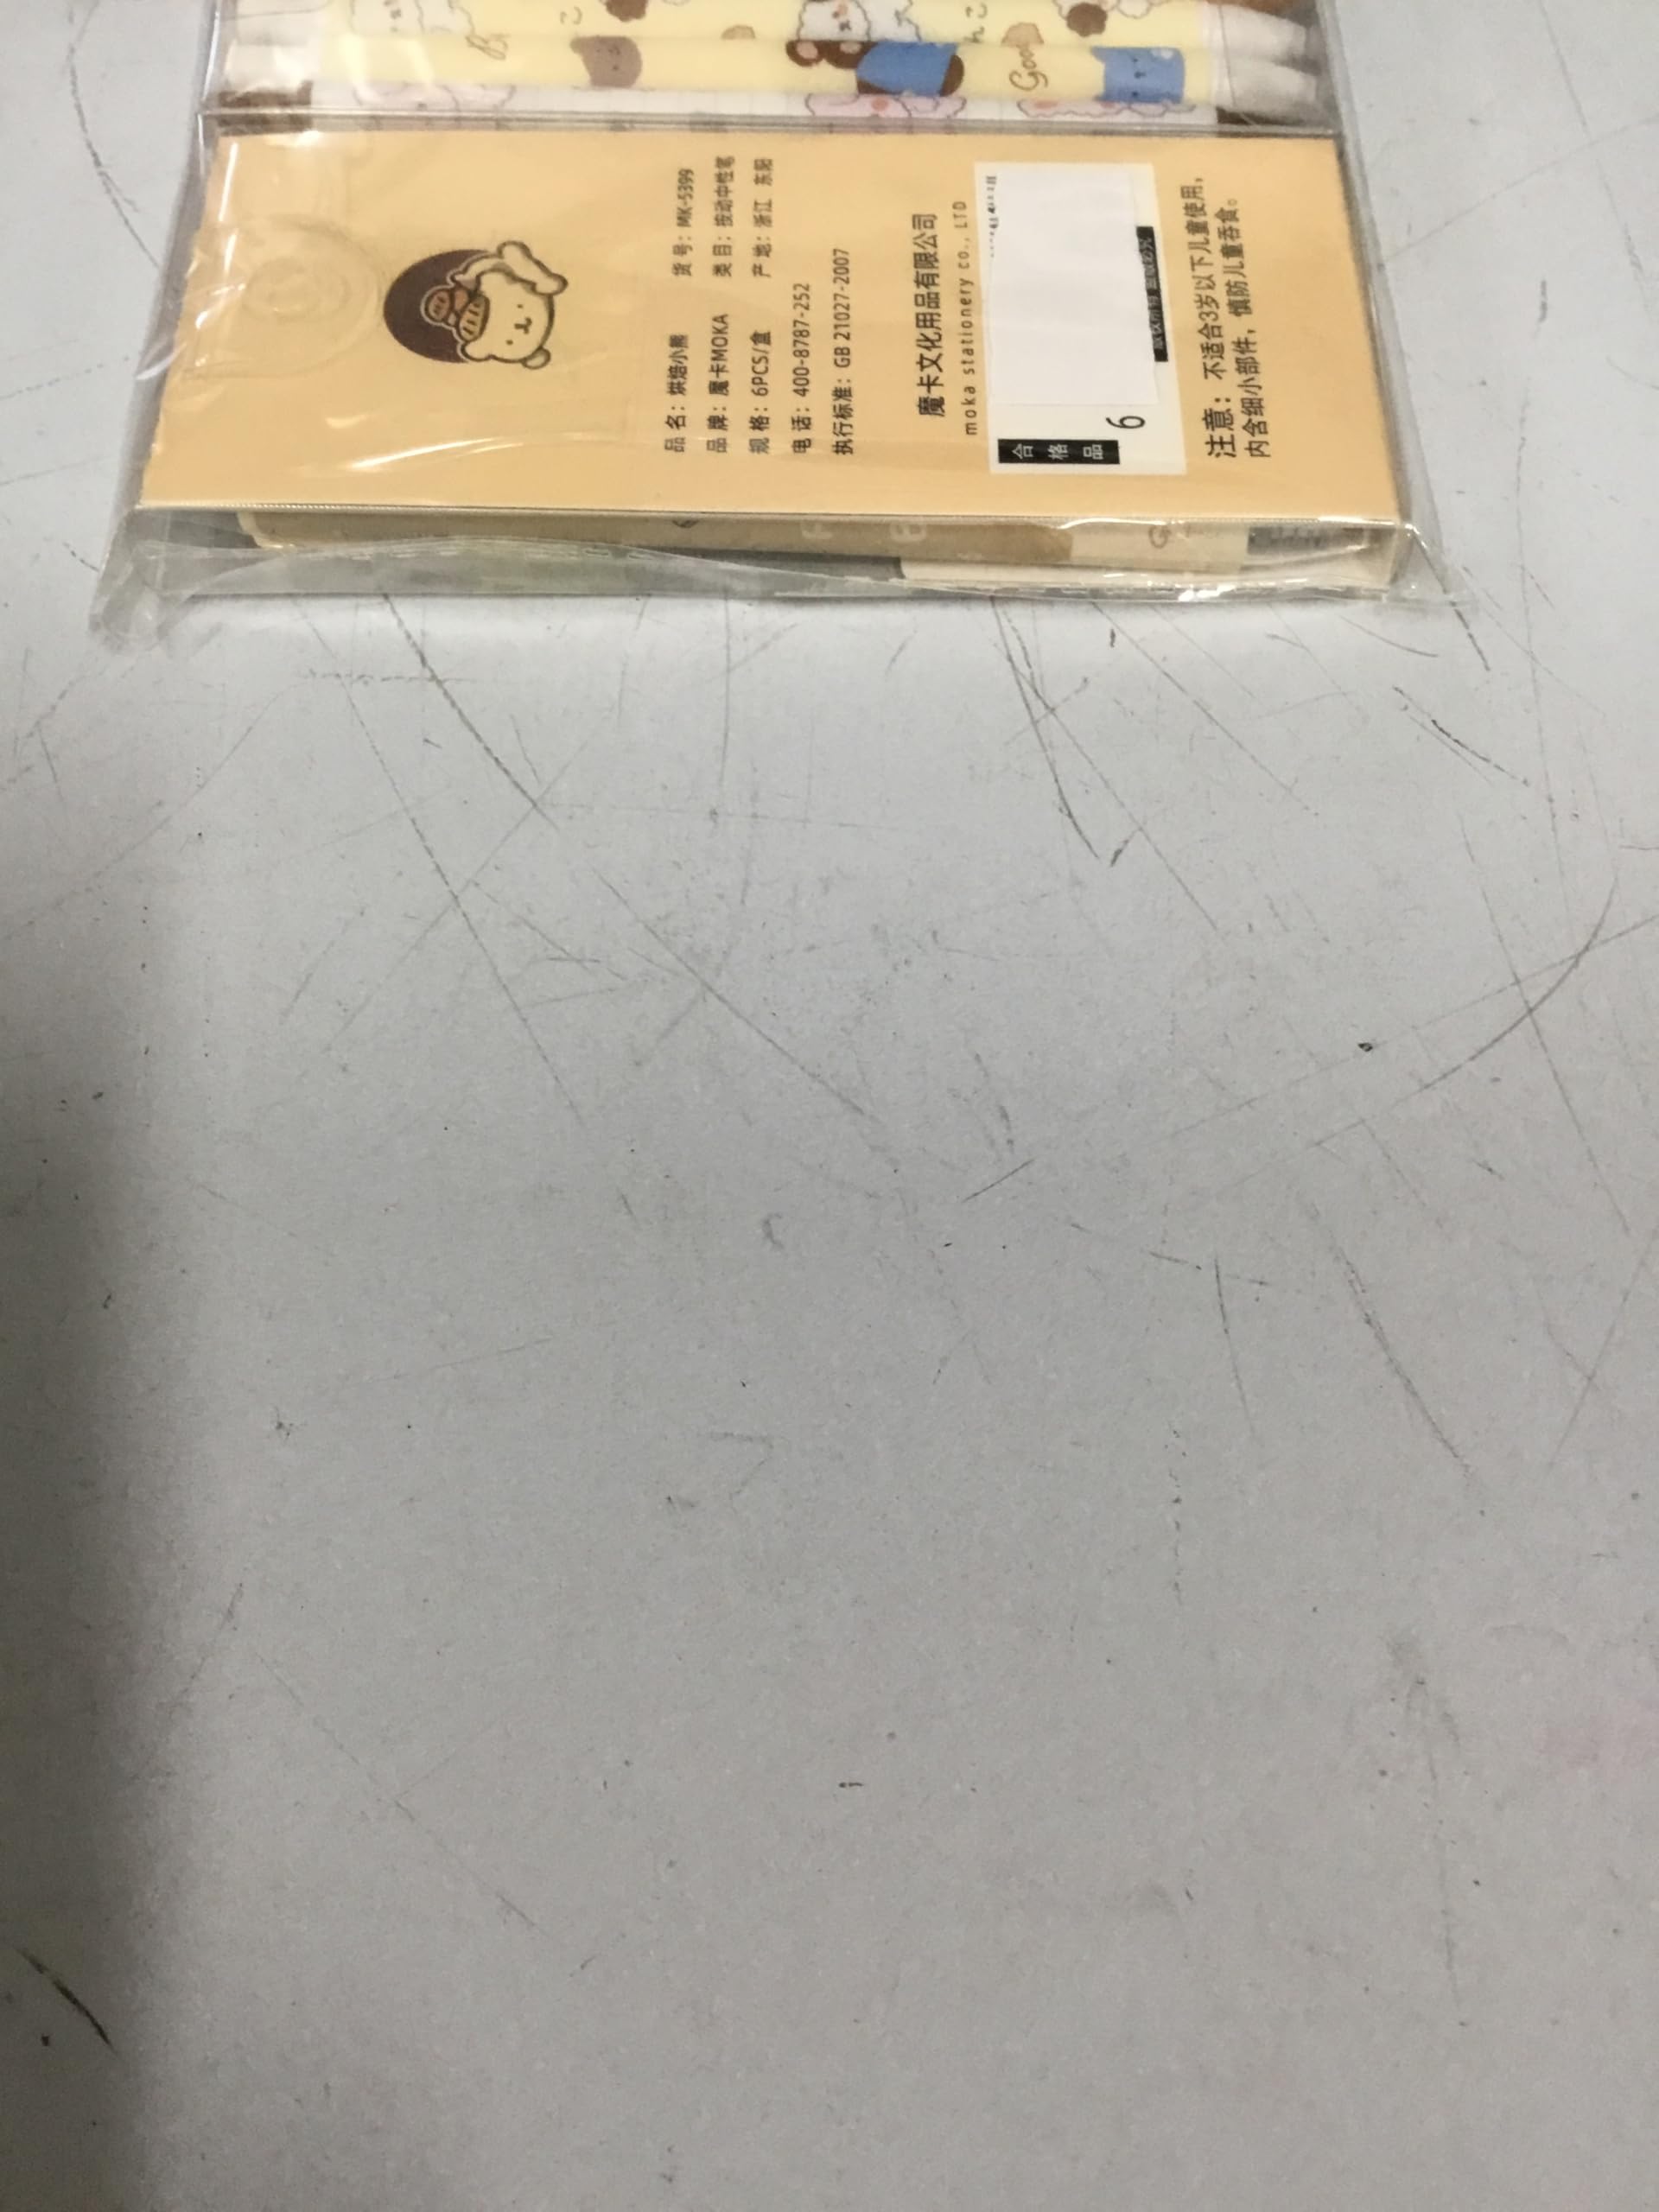 Good
品 名：烘焙小熊 货 号：MK-5399
品 牌：魔卡MOKA 类 目：按动中性笔
规 格：6PCS/盒 产 地：浙江 东阳
电 话：400-8787-252
执行标准：GB 21027-2007
魔卡文化用品有限公司
moka stationery co., LTD
合格品
6
注意：不适合3岁以下儿童使用，
内含细小部件，慎防儿童吞食。